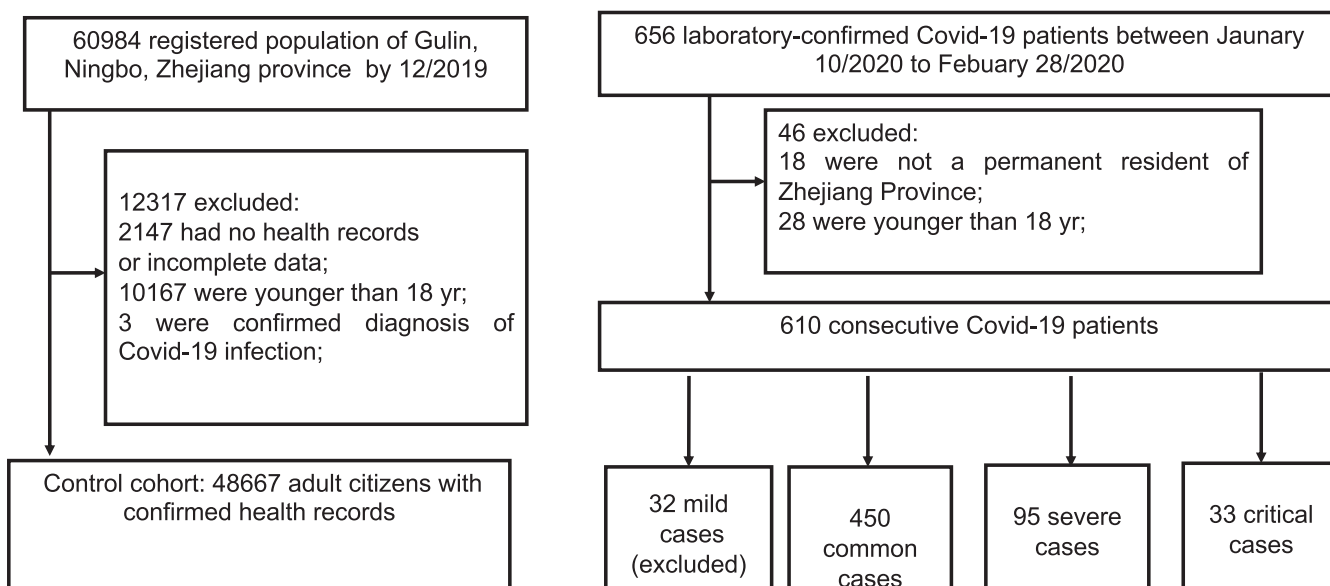 60984 registered population of Gulin,
Ningbo, Zhejiang province by 12/2019
12317 excluded:
2147 had no health records
or incomplete data;
10167 were younger than 18 yr;
3 were confirmed diagnosis of
Covid-19 infection;
Control cohort: 48667 adult citizens with
confirmed health records
656 laboratory-confirmed Covid-19 patients between Jaunary
10/2020 to Febuary 28/2020
46 excluded:
18 were not a permanent resident of
Zhejiang Province;
28 were younger than 18 yr;
610 consecutive Covid-19 patients
32 mild
cases
(excluded)
450
common
cases
95 severe
cases
33 critical
cases